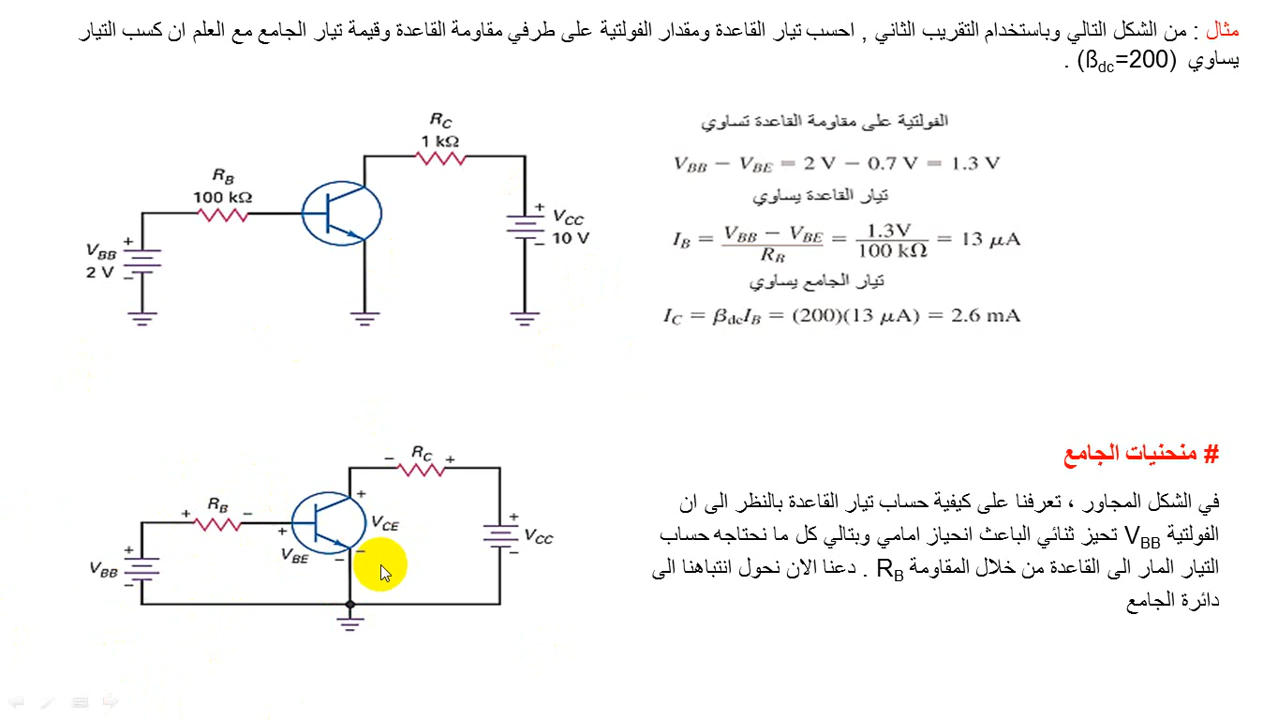 مثال : من الشكل التالي وباستخدام التقريب الثاني , احسب تيار القاعدة ومقدار الفولتية على طرفي مقاومة القاعدة وقيمة تيار الجامع مع العلم ان كسب التيار
يساوي (ßdc=200) .
RC
1 kΩ
RB
100 kΩ
VBB
2 V
+
−
+
−
VCC
10 V
الفولتية على مقاومة القاعدة تساوي
VBB − VBE = 2 V − 0.7 V = 1.3 V
تيار القاعدة يساوي
IB = (VBB − VBE) / RB = 1.3V / 100 kΩ = 13 μA
تيار الجامع يساوي
IC = βdcIB = (200)(13 μA) = 2.6 mA
− RC +
+ RB −
+
VCE
−
+
VBE
−
+
VBB
−
+
VCC
−
# منحنيات الجامع
في الشكل المجاور ، تعرفنا على كيفية حساب تيار القاعدة بالنظر الى ان
الفولتية VBB تحيز ثنائي الباعث انحياز امامي وبتالي كل ما نحتاجه حساب
التيار المار الى القاعدة من خلال المقاومة RB . دعنا الان نحول انتباهنا الى
دائرة الجامع